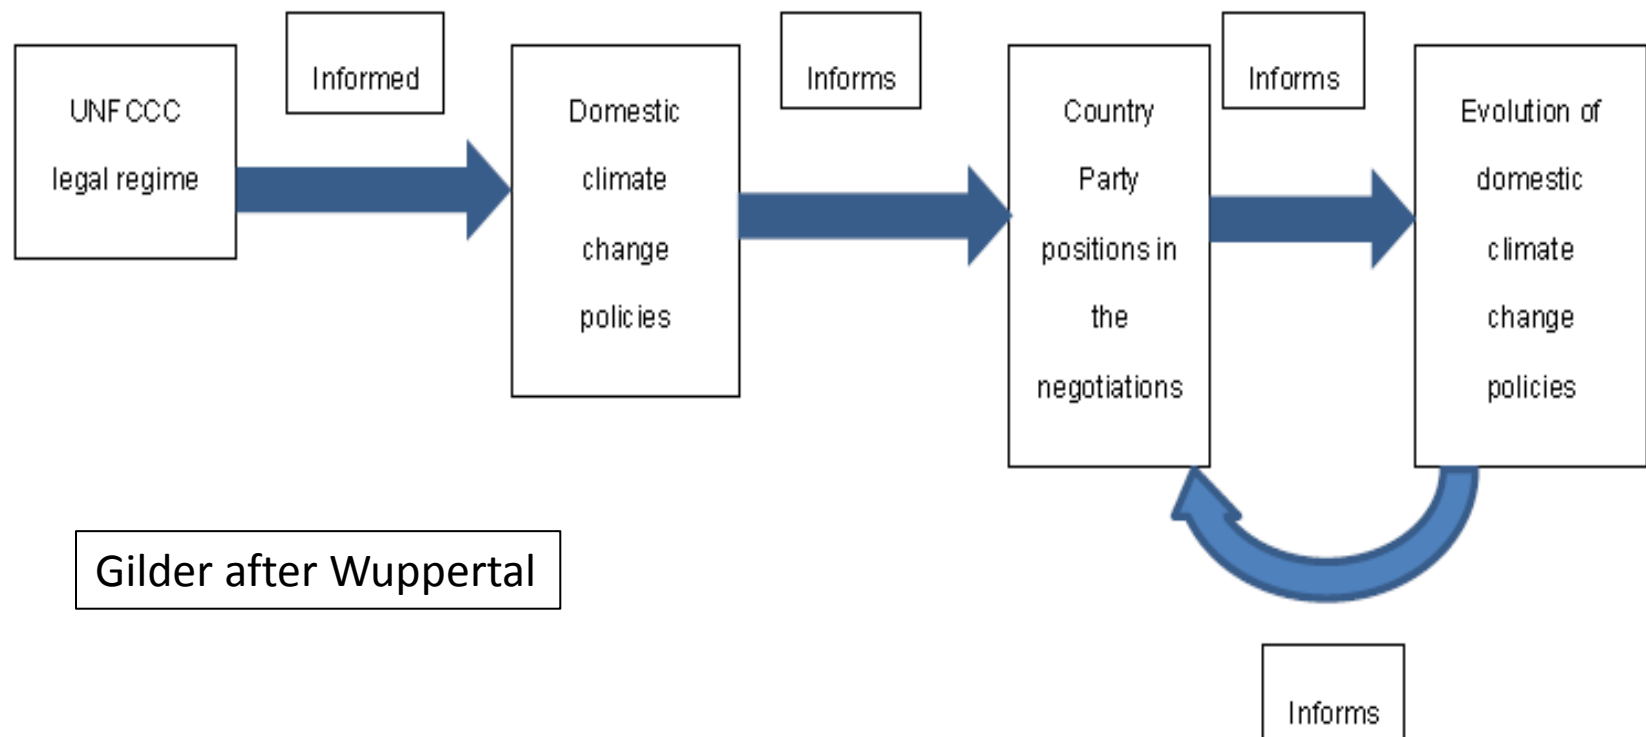 UNFCCC
legal regime
Informed
Domestic
climate
change
policies
Informs
Country
Party
positions in
the
negotiations
Informs
Evolution of
domestic
climate
change
policies
Informs
Gilder after Wuppertal